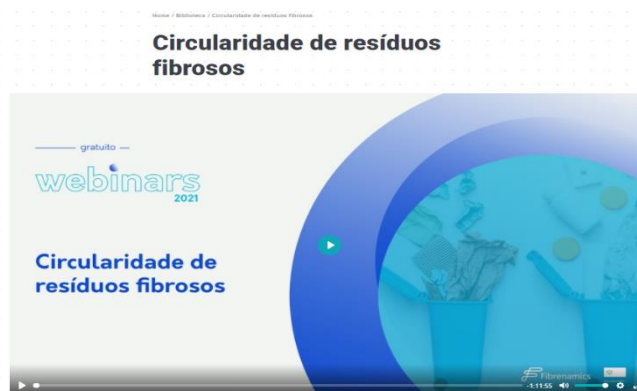 Home / Biblioteca / Circularidade de resíduos fibrosos
Circularidade de resíduos
fibrosos
gratuito
webinars
2021
Circularidade de
resíduos fibrosos
Fibrenamics
-1:11:55